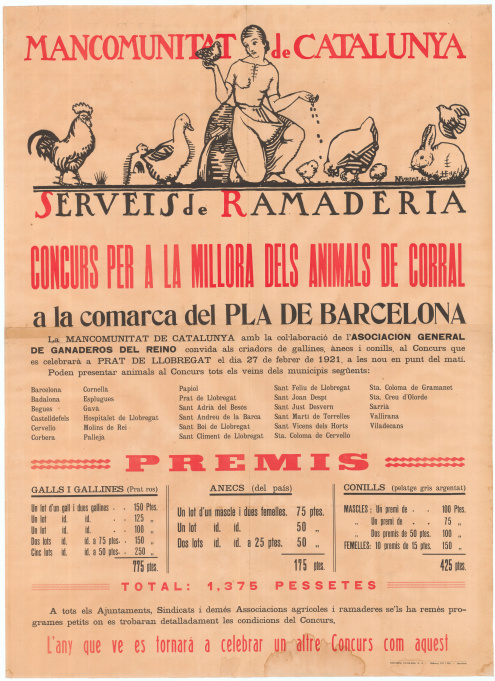 MANCOMUNITAT de CATALUNYA
SERVEIS de RAMADERIA
CONCURS PER A LA MILLORA DELS ANIMALS DE CORRAL
a la comarca del PLA DE BARCELONA
La MANCOMUNITAT DE CATALUNYA amb la col·laboració de l'ASOCIACION GENERAL
DE GANADEROS DEL REINO convida als criadors de gallines, ànecs i conills, al Concurs que
es celebrarà a PRAT DE LLOBREGAT el dia 27 de febrer de 1921, a les nou en punt del matí.
Poden presentar animals al Concurs tots els veïns dels municipis següents:
Barcelona
Badalona
Begues
Castelldefels
Cervello
Corbera
Cornella
Esplugues
Gavà
Hospitalet de Llobregat
Molins de Rei
Palleja
Papiol
Prat de Llobregat
Sant Adrià del Besòs
Sant Andreu de la Barca
Sant Boi de Llobregat
Sant Climent de Llobregat
Sant Feliu de Llobregat
Sant Joan Despi
Sant Just Desvern
Sant Marti de Torrelles
Sant Vicens dels Horts
Sta. Coloma de Cervello
Sta. Coloma de Gramanet
Sta. Creu d'Olorde
Sarrià
Vallirana
Viladecans
PREMIS
GALLS I GALLINES (Prat ros)
Un lot d'un gall i dues gallines . . 150 Ptes.
Un lot id. id. . . 125 „
Un lot id. id. . . 100 „
Dos lots id. id. a 75 ptes. . 150 „
Cinc lots id. id. a 50 ptes. . 250 „
775 ptes.
ANECS (del país)
Un lot d'un mascle i dues femelles. 75 ptes.
Un lot id. id. 50 „
Dos lots id. id. a 25 ptes. 50 „
175 ptes.
CONILLS (pelatge gris argentat)
MASCLES: Un premi de . . 100 Ptes.
„ Un premi de . . 75 „
„ Dos premis de 50 ptes. 100 „
FEMELLES: 10 premis de 15 ptes. 150 „
425 ptes.
TOTAL: 1,375 PESSETES
A tots els Ajuntaments, Sindicats i demés Associacions agrícoles i ramaderes se'ls ha remès pro-
grames petits on es trobaran detalladament les condicions del Concurs,
L'any que ve es tornarà a celebrar un altre Concurs com aquest